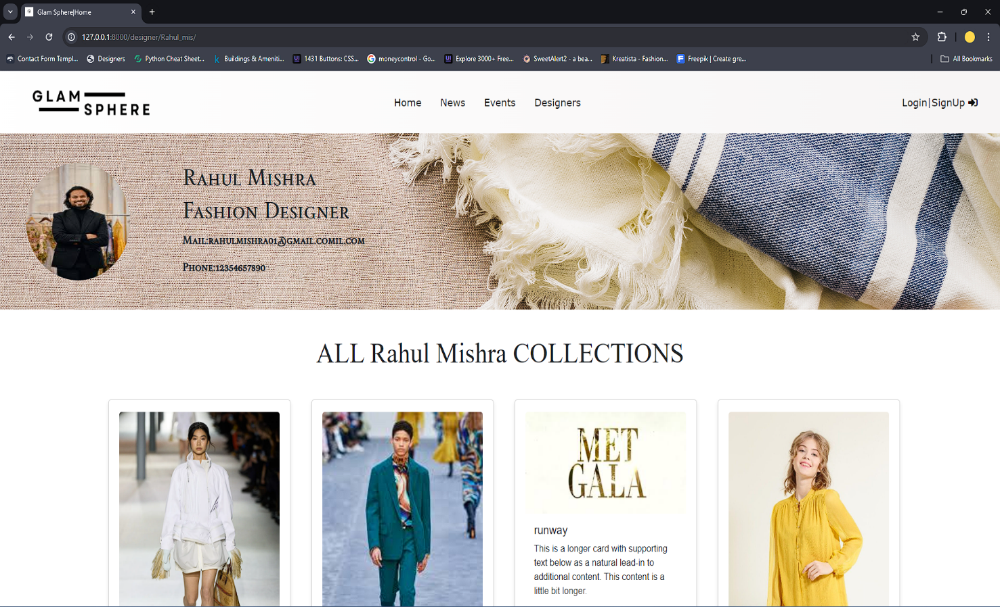 Glam Sphere|Home
127.0.0.1:8000/designer/Rahul_mis/
Contact Form Templ... Designers Python Cheat Sheet... Buildings & Ameniti... 1431 Buttons: CSS... moneycontrol - Go... Explore 3000+ Free... SweetAlert2 - a bea... Kreatista - Fashion... Freepik | Create gre... All Bookmarks
GLAM
SPHERE
Home News Events Designers Login|SignUp
Rahul Mishra
Fashion Designer
Mail:rahulmishra01@gmail.comil.com
Phone:12354657890
ALL Rahul Mishra COLLECTIONS
MET
GALA
runway
This is a longer card with supporting
text below as a natural lead-in to
additional content. This content is a
little bit longer.